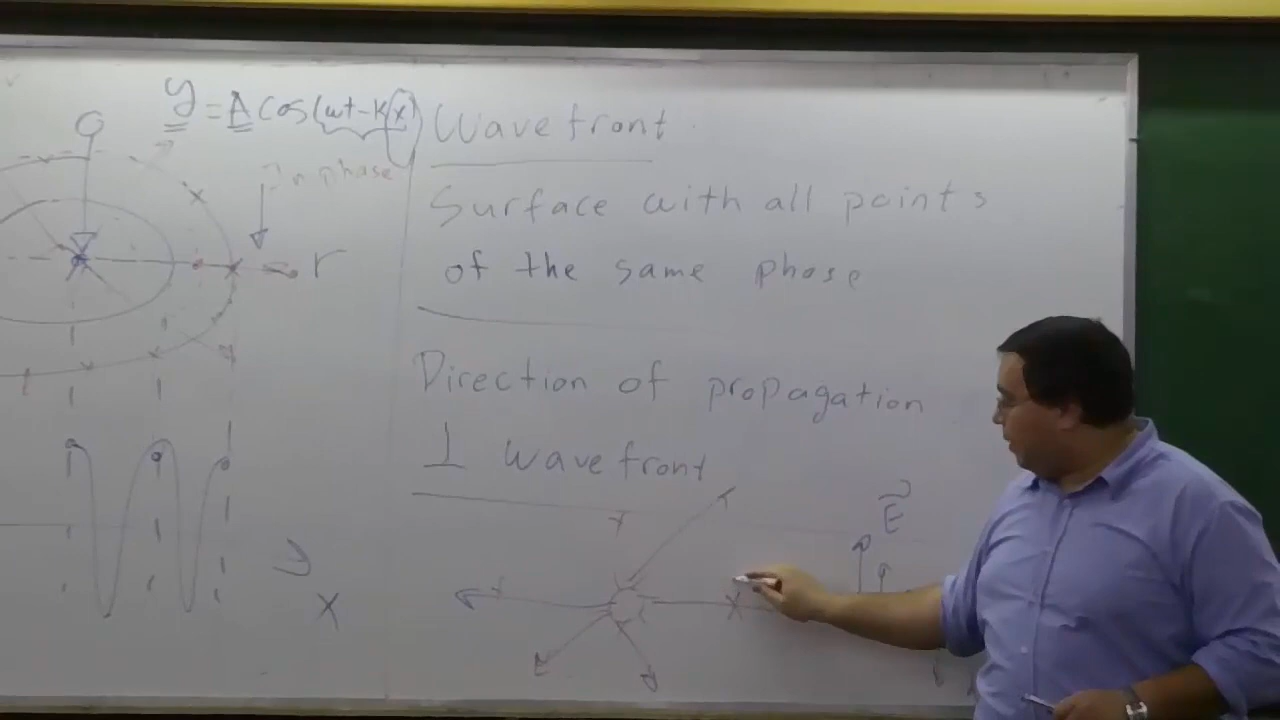 y = A cos(ωt-kx)
In phase
r
x
Wavefront
Surface with all points
of the same phase
Direction of propagation
⊥ wavefront
E